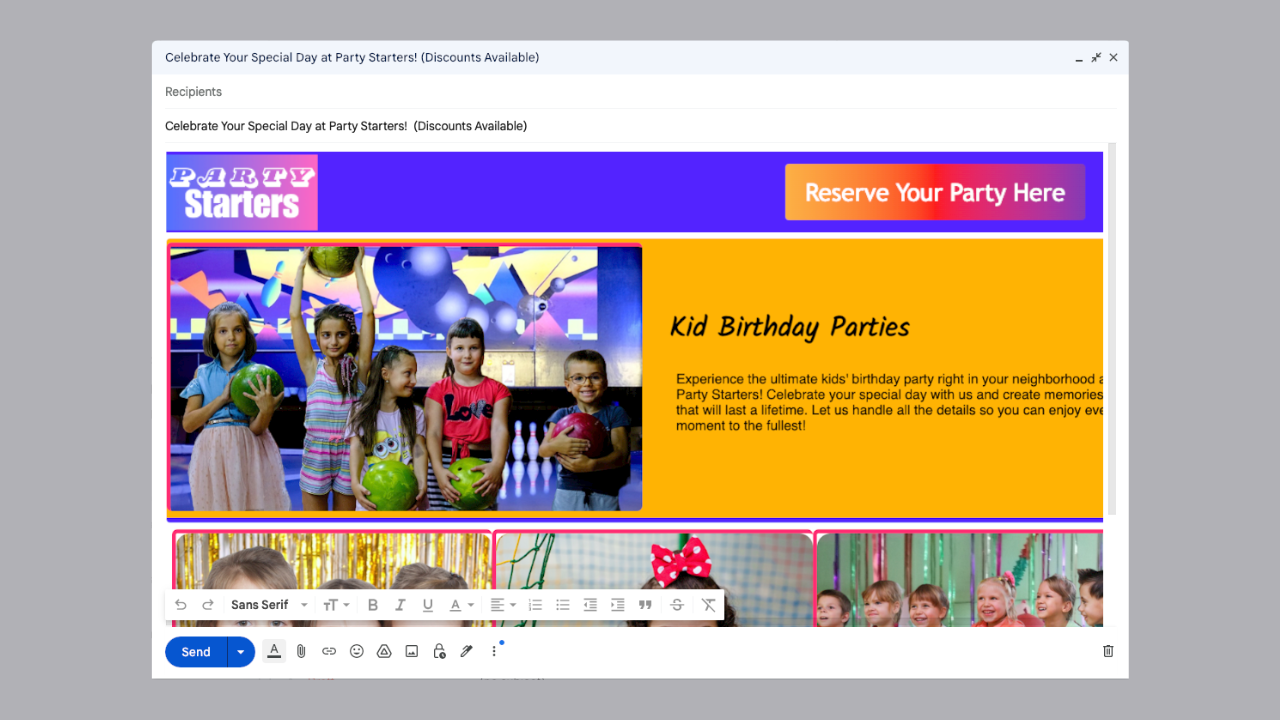 Celebrate Your Special Day at Party Starters! (Discounts Available)
Recipients
Celebrate Your Special Day at Party Starters! (Discounts Available)
PARTY
Starters
Reserve Your Party Here
Love
Kid Birthday Parties
Experience the ultimate kids' birthday party right in your neighborhood a
Party Starters! Celebrate your special day with us and create memories
that will last a lifetime. Let us handle all the details so you can enjoy eve
moment to the fullest!
Sans Serif
Send